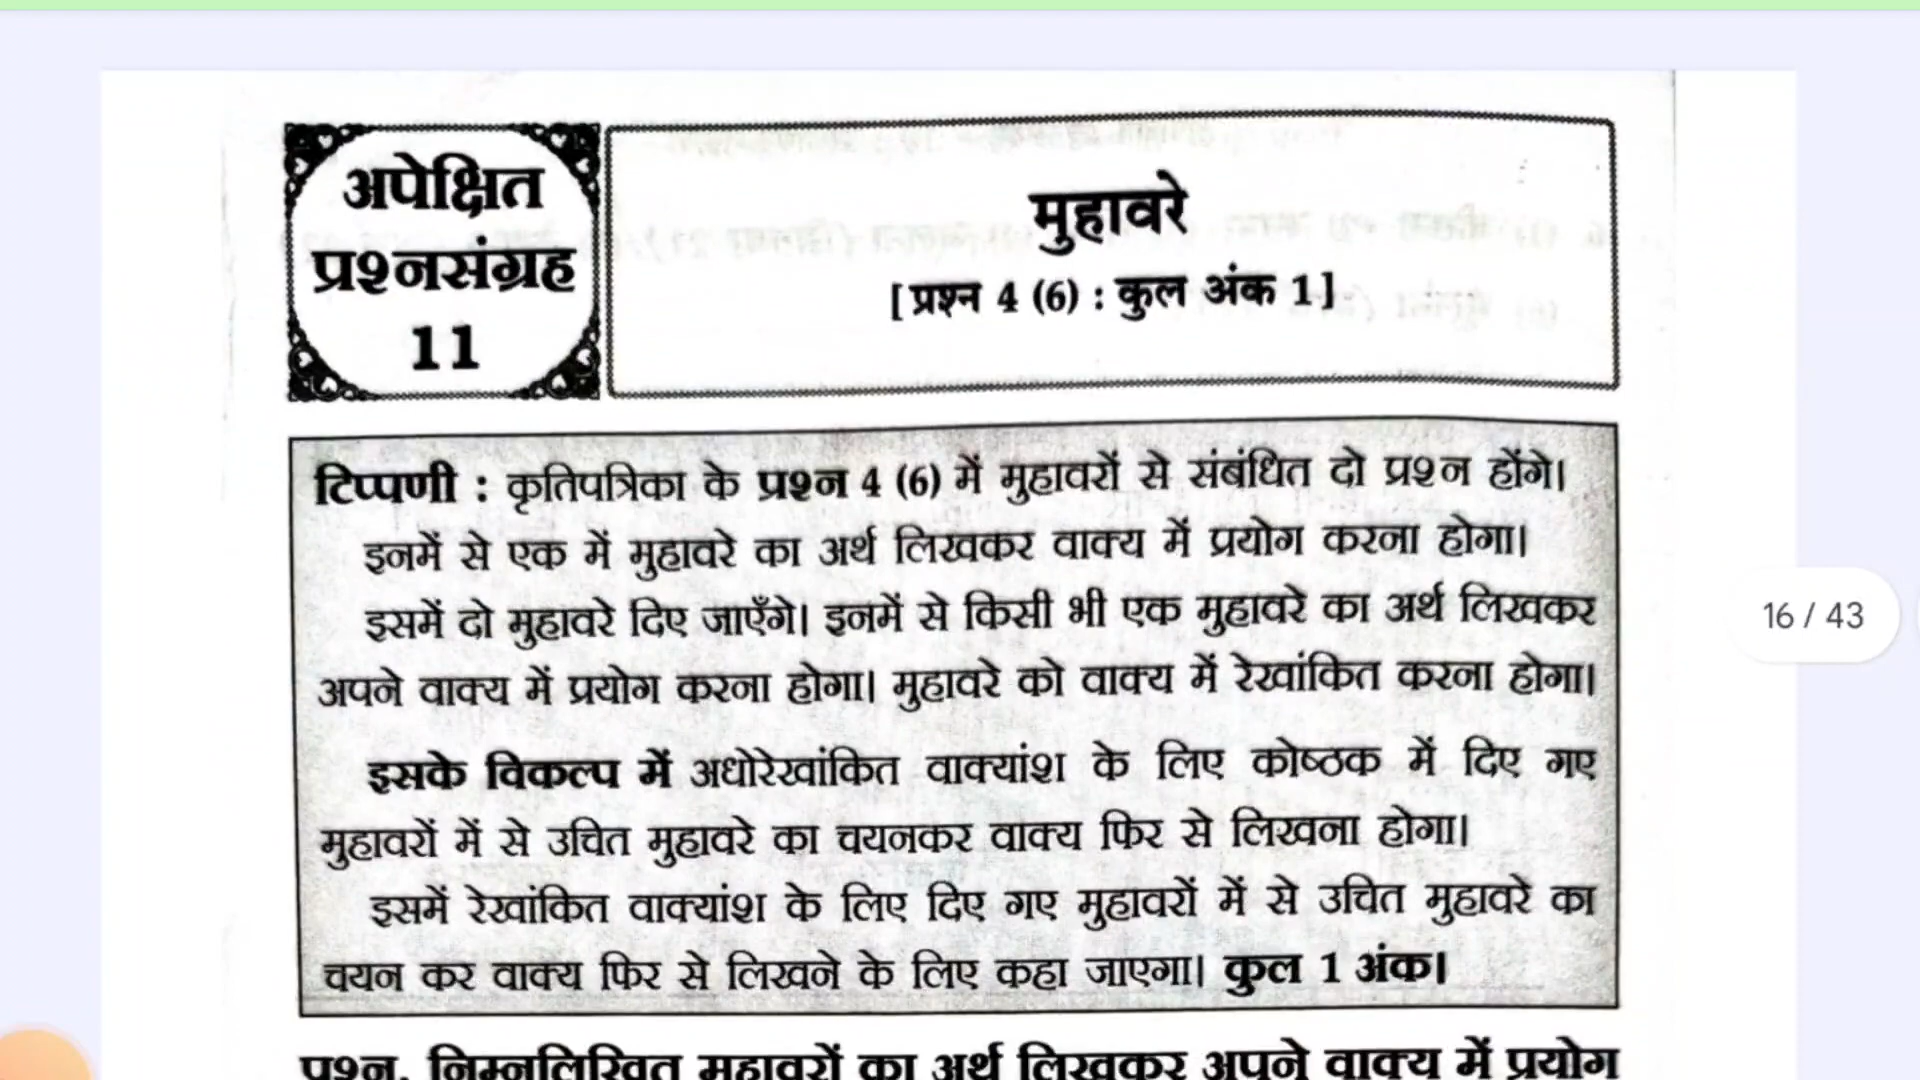 अपेक्षित
प्रश्नसंग्रह
11
मुहावरे
[ प्रश्न 4 (6) : कुल अंक 1 ]
टिप्पणी : कृतिपत्रिका के प्रश्न 4 (6) में मुहावरों से संबंधित दो प्रश्न होंगे।
इनमें से एक में मुहावरे का अर्थ लिखकर वाक्य में प्रयोग करना होगा।
इसमें दो मुहावरे दिए जाएँगे। इनमें से किसी भी एक मुहावरे का अर्थ लिखकर
अपने वाक्य में प्रयोग करना होगा। मुहावरे को वाक्य में रेखांकित करना होगा।
इसके विकल्प में अधोरेखांकित वाक्यांश के लिए कोष्ठक में दिए गए
मुहावरों में से उचित मुहावरे का चयनकर वाक्य फिर से लिखना होगा।
इसमें रेखांकित वाक्यांश के लिए दिए गए मुहावरों में से उचित मुहावरे का
चयन कर वाक्य फिर से लिखने के लिए कहा जाएगा। कुल 1 अंक।
प्रश्न. निम्नलिखित मुहावरों का अर्थ लिखकर अपने वाक्य में प्रयोग
16 / 43